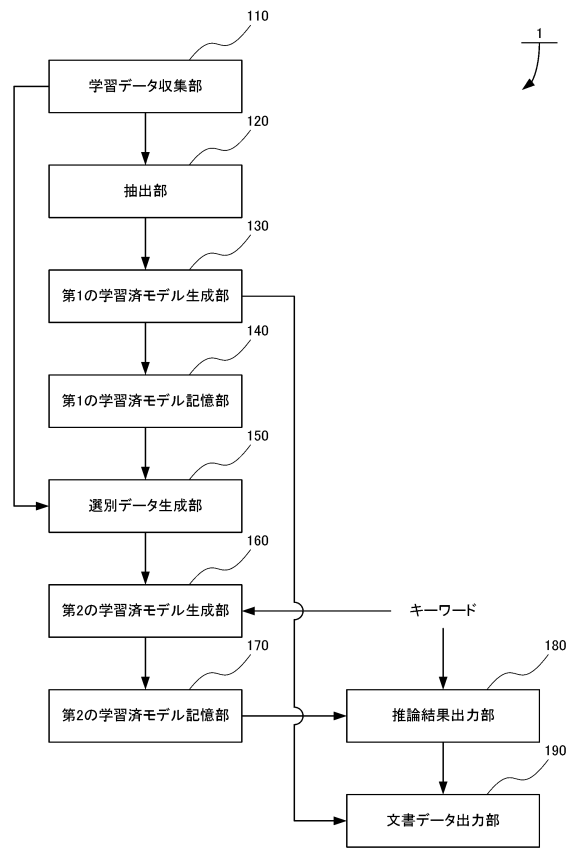 110
1
学習データ収集部
120
抽出部
130
第1の学習済モデル生成部
140
第1の学習済モデル記憶部
150
選別データ生成部
160
第2の学習済モデル生成部
キーワード
170
180
第2の学習済モデル記憶部
推論結果出力部
190
文書データ出力部